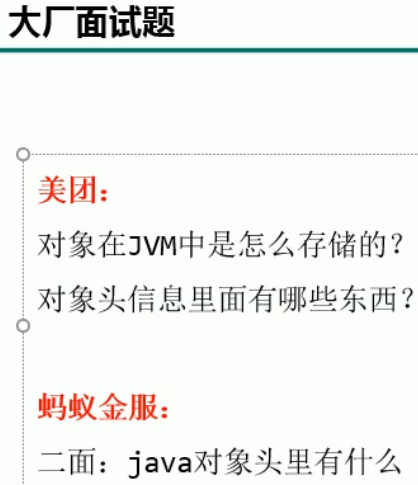 大厂面试题
美团：
对象在JVM中是怎么存储的？
对象头信息里面有哪些东西？
蚂蚁金服：
二面：java对象头里有什么